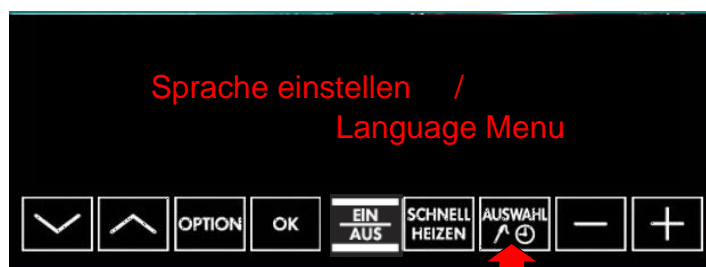 Sprache einstellen /
Language Menu
OPTION OK EIN AUS SCHNELL HEIZEN AUSWAHL − +